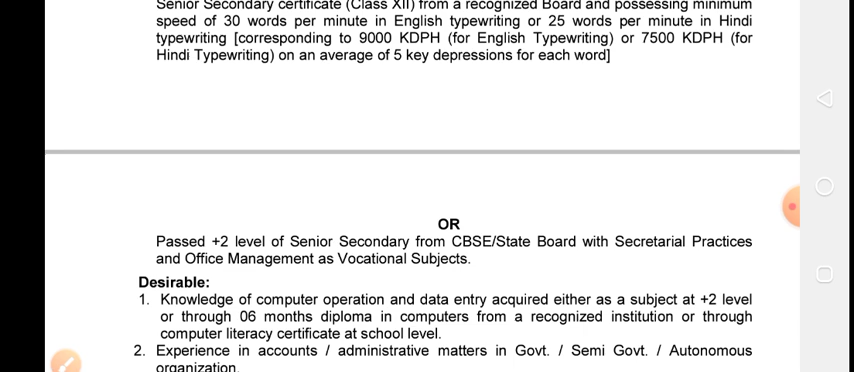 Senior Secondary certificate (Class XII) from a recognized Board and possessing minimum
speed of 30 words per minute in English typewriting or 25 words per minute in Hindi
typewriting [corresponding to 9000 KDPH (for English Typewriting) or 7500 KDPH (for
Hindi Typewriting) on an average of 5 key depressions for each word]
OR
Passed +2 level of Senior Secondary from CBSE/State Board with Secretarial Practices
and Office Management as Vocational Subjects.
Desirable:
1. Knowledge of computer operation and data entry acquired either as a subject at +2 level
or through 06 months diploma in computers from a recognized institution or through
computer literacy certificate at school level.
2. Experience in accounts / administrative matters in Govt. / Semi Govt. / Autonomous
organization.